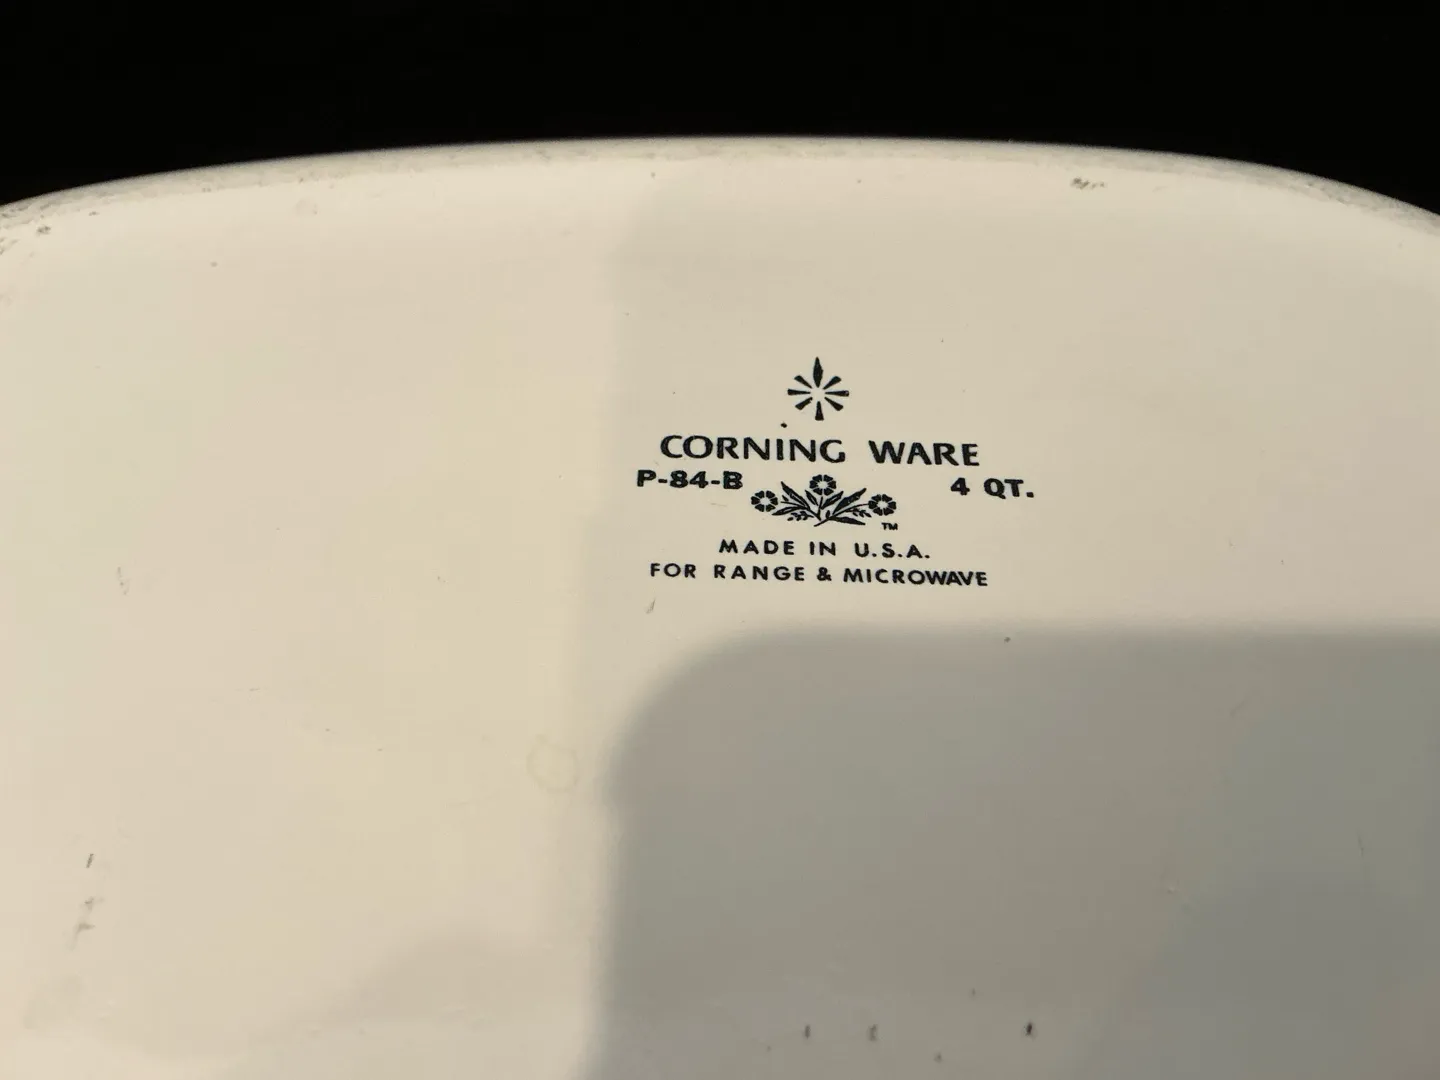 CORNING WARE
P-84-B 4 QT.
TM
MADE IN U.S.A.
FOR RANGE & MICROWAVE